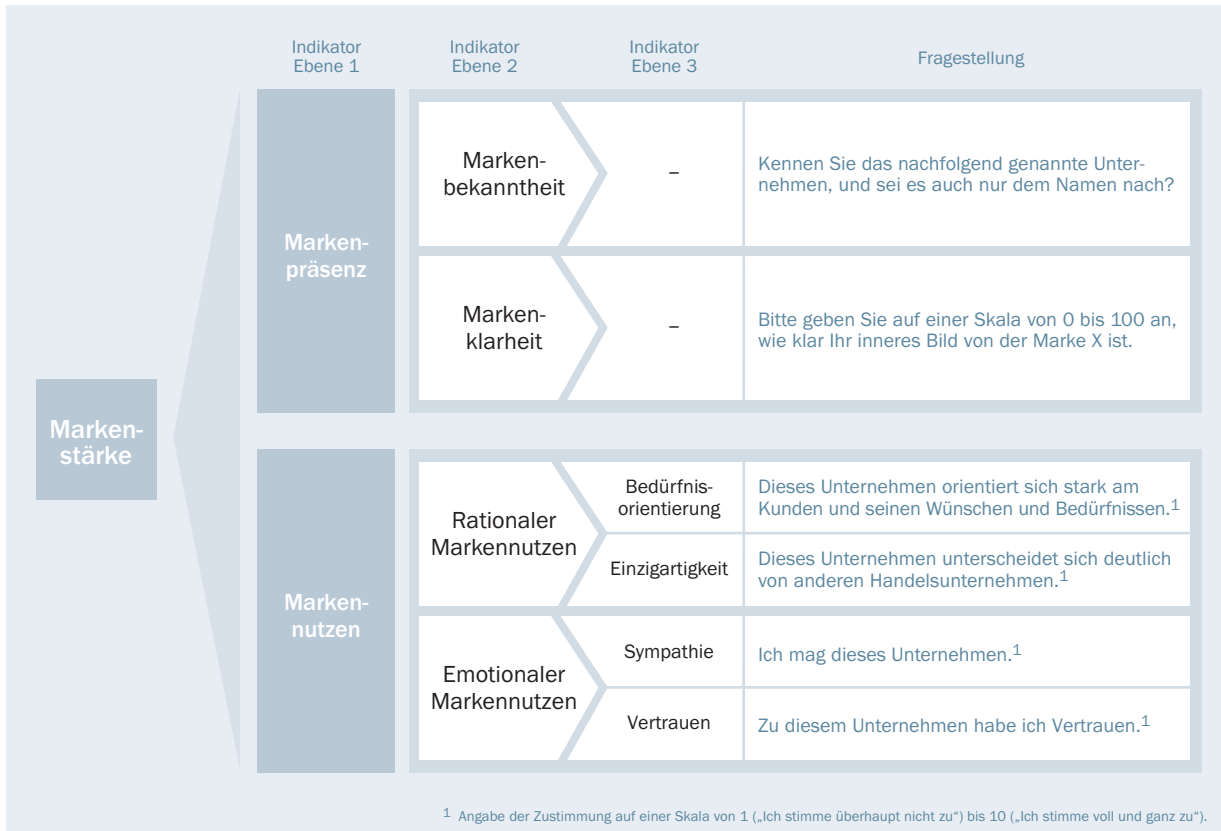 Indikator
Ebene 1
Indikator
Ebene 2
Indikator
Ebene 3
Fragestellung
Marken-
stärke
Marken-
präsenz
Marken-
bekanntheit
–
Kennen Sie das nachfolgend genannte Unter-
nehmen, und sei es auch nur dem Namen nach?
Marken-
klarheit
–
Bitte geben Sie auf einer Skala von 0 bis 100 an,
wie klar Ihr inneres Bild von der Marke X ist.
Marken-
nutzen
Rationaler
Markennutzen
Bedürfnis-
orientierung
Dieses Unternehmen orientiert sich stark am
Kunden und seinen Wünschen und Bedürfnissen.1
Einzigartigkeit
Dieses Unternehmen unterscheidet sich deutlich
von anderen Handelsunternehmen.1
Emotionaler
Markennutzen
Sympathie
Ich mag dieses Unternehmen.1
Vertrauen
Zu diesem Unternehmen habe ich Vertrauen.1
1 Angabe der Zustimmung auf einer Skala von 1 („Ich stimme überhaupt nicht zu“) bis 10 („Ich stimme voll und ganz zu“).